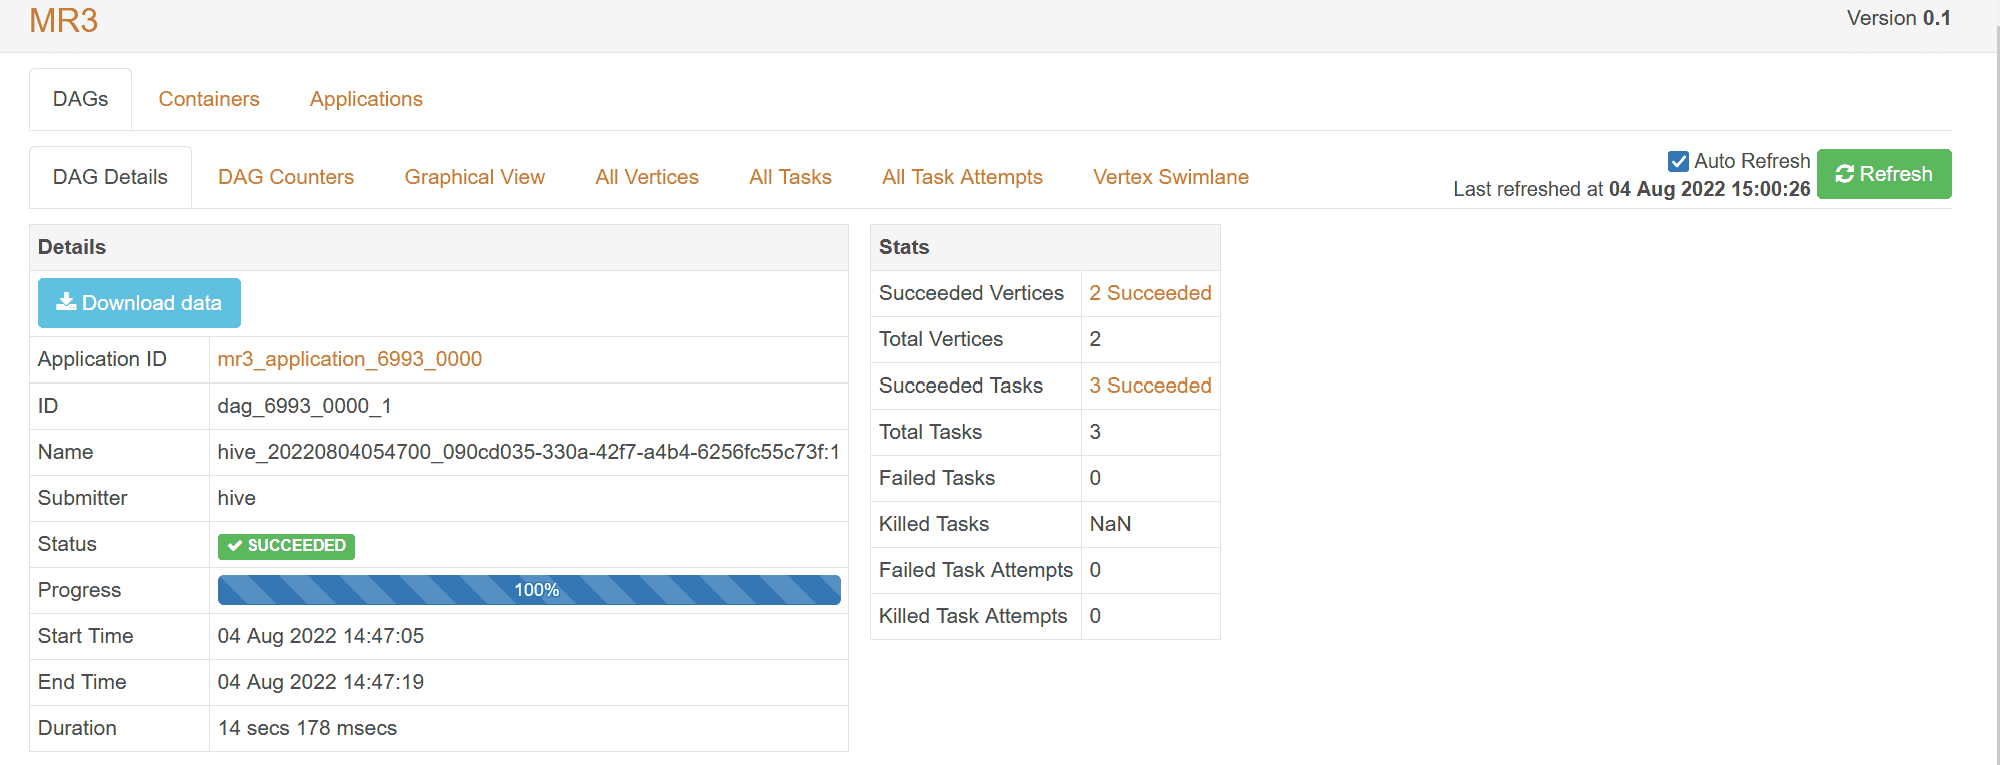 MR3
Version 0.1
DAGs Containers Applications
DAG Details DAG Counters Graphical View All Vertices All Tasks All Task Attempts Vertex Swimlane
Auto Refresh
Last refreshed at 04 Aug 2022 15:00:26
Refresh
Details
Download data
Application ID mr3_application_6993_0000
ID dag_6993_0000_1
Name hive_20220804054700_090cd035-330a-42f7-a4b4-6256fc55c73f:1
Submitter hive
Status SUCCEEDED
Progress 100%
Start Time 04 Aug 2022 14:47:05
End Time 04 Aug 2022 14:47:19
Duration 14 secs 178 msecs
Stats
Succeeded Vertices 2 Succeeded
Total Vertices 2
Succeeded Tasks 3 Succeeded
Total Tasks 3
Failed Tasks 0
Killed Tasks NaN
Failed Task Attempts 0
Killed Task Attempts 0